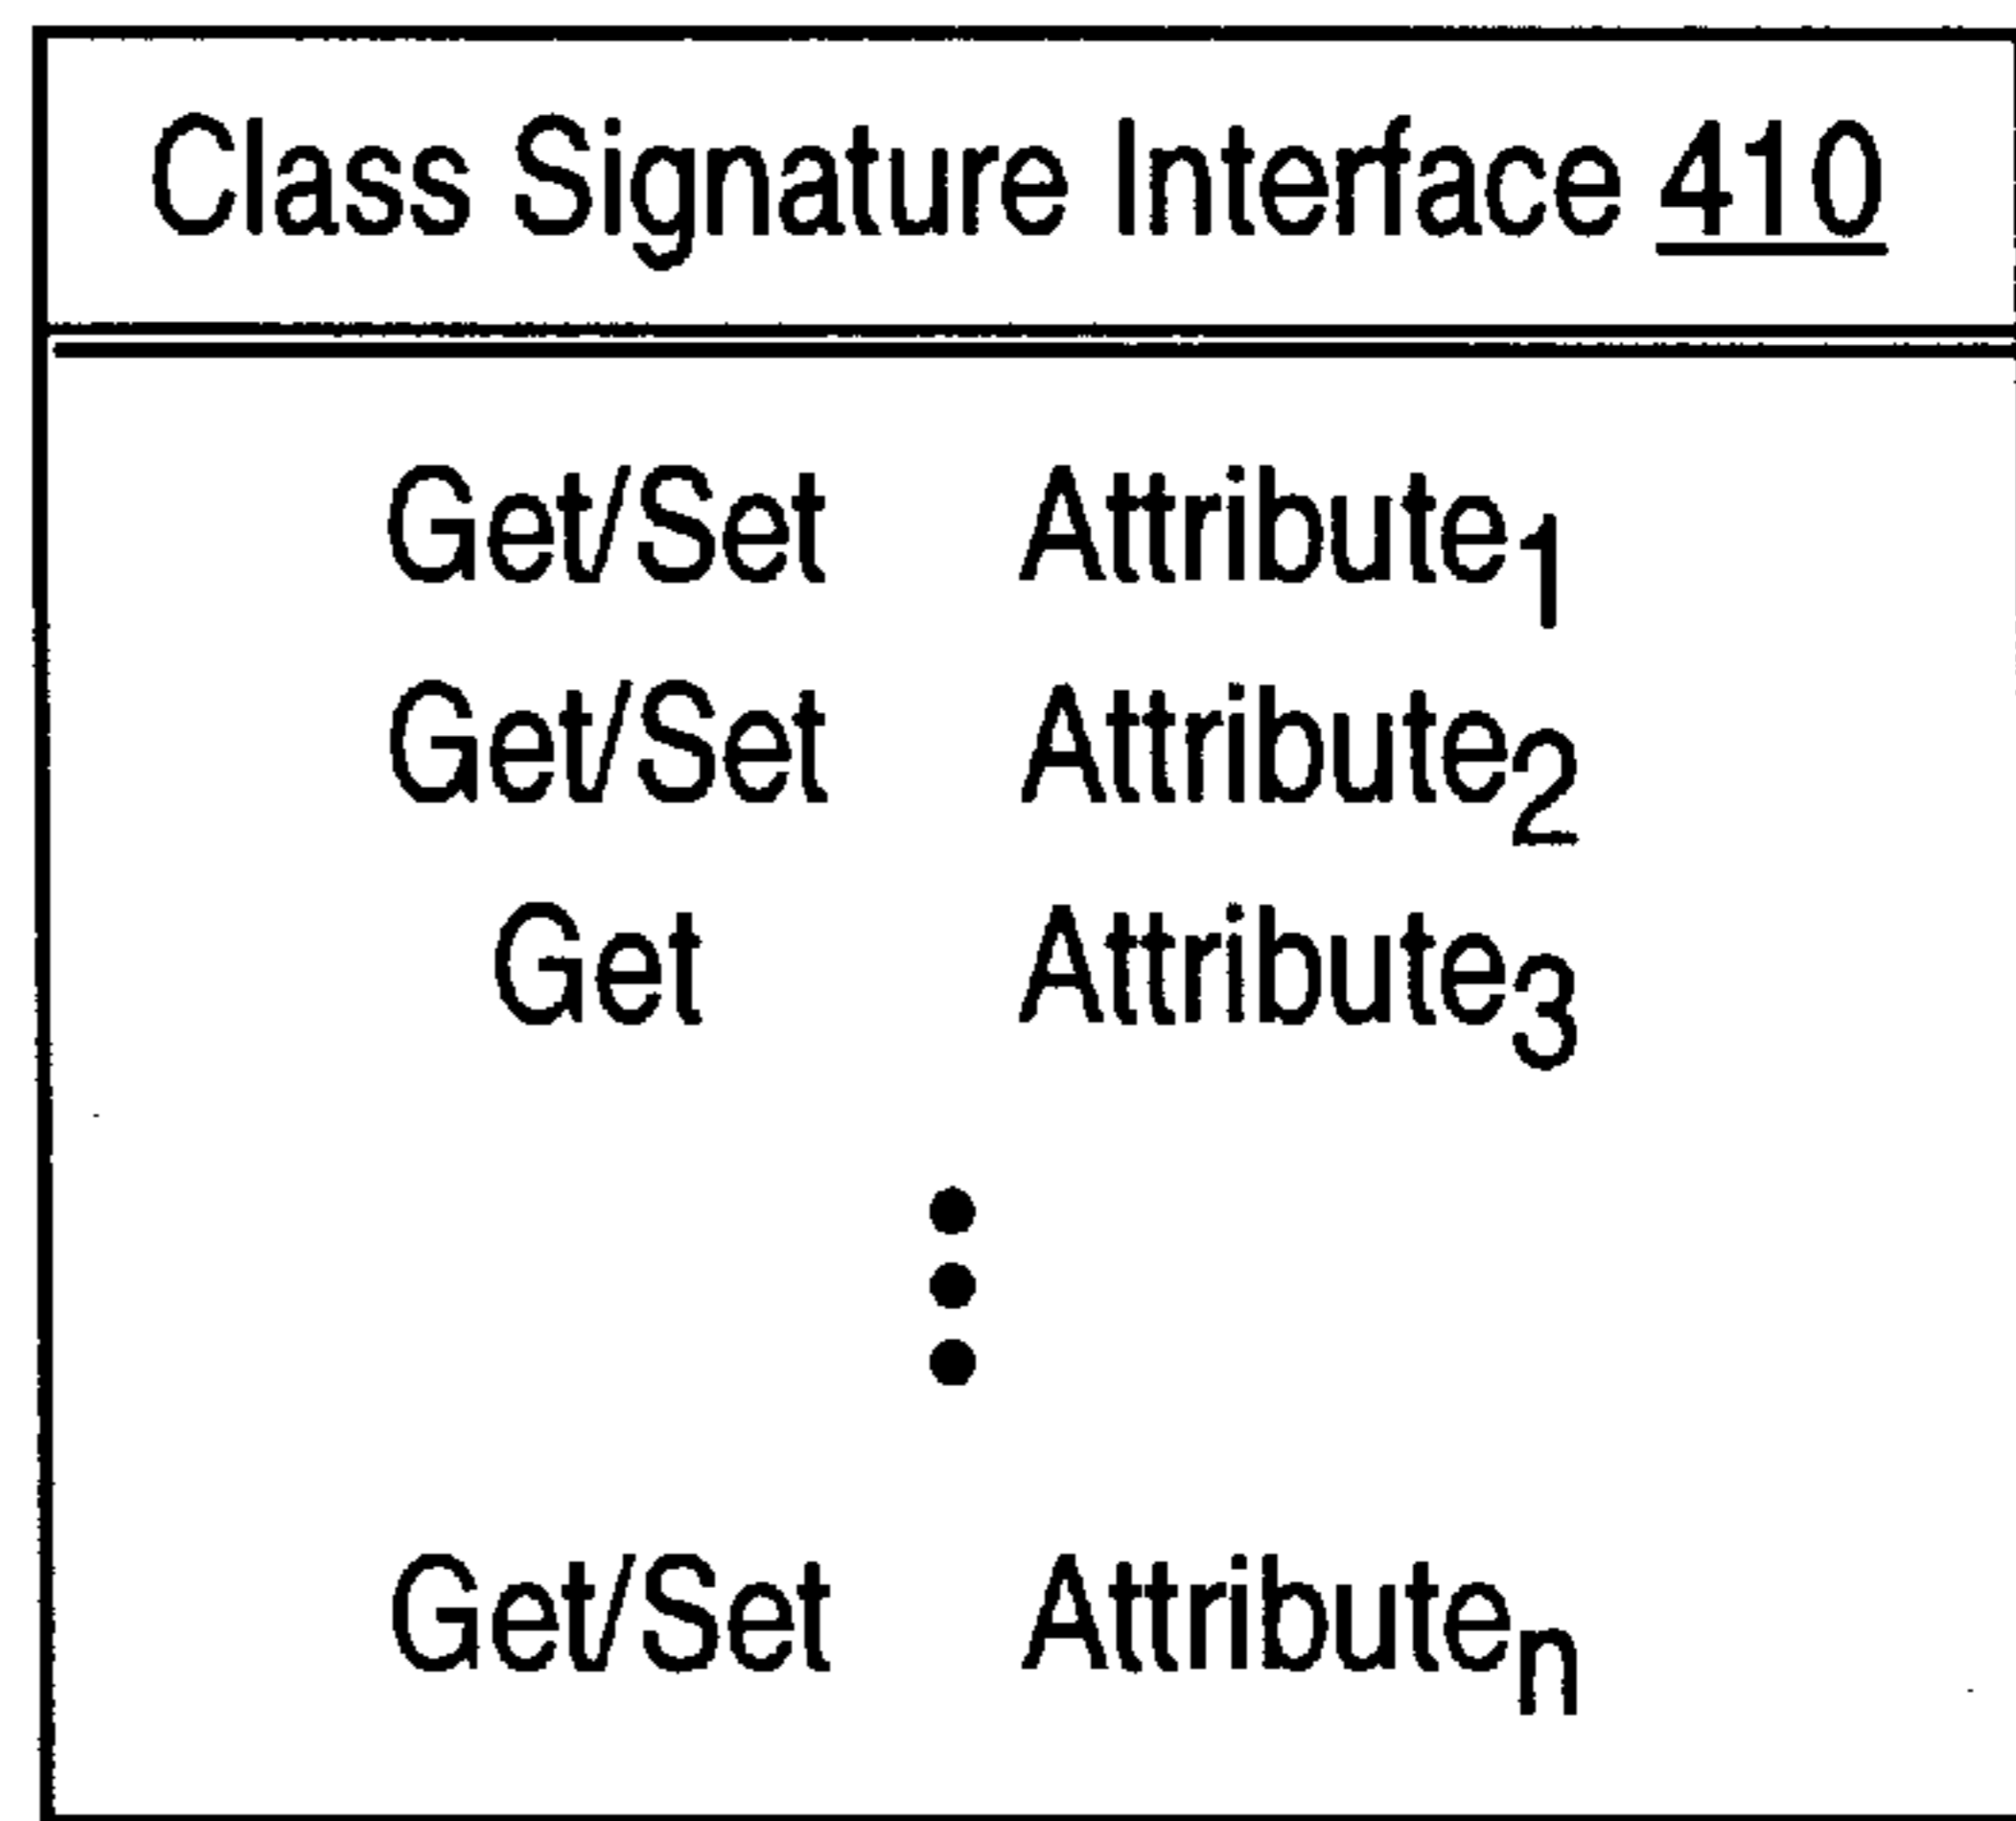 Class Signature Interface 410
Get/Set Attribute1
Get/Set Attribute2
Get Attribute3
Get/Set Attributen